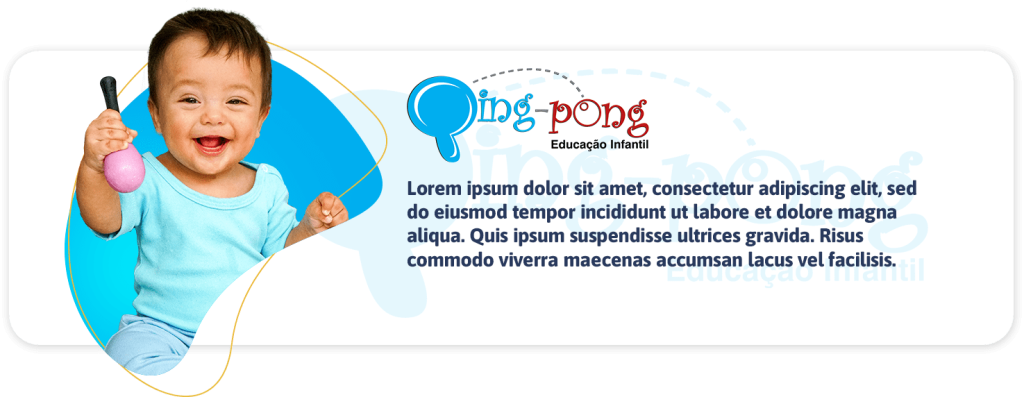 Ping-pong
Educação Infantil
Lorem ipsum dolor sit amet, consectetur adipiscing elit, sed
do eiusmod tempor incididunt ut labore et dolore magna
aliqua. Quis ipsum suspendisse ultrices gravida. Risus
commodo viverra maecenas accumsan lacus vel facilisis.
Ping-pong
Educação Infantil